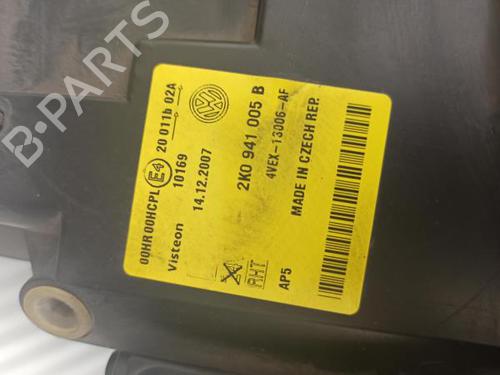 00HR 00HCPL E4 20 011b 02A
10169
Visteon 14.12.2007
2K0 941 005 B
4VEX-13006-AF
MADE IN CZECH REP.
RHT
AP5
B-PARTS